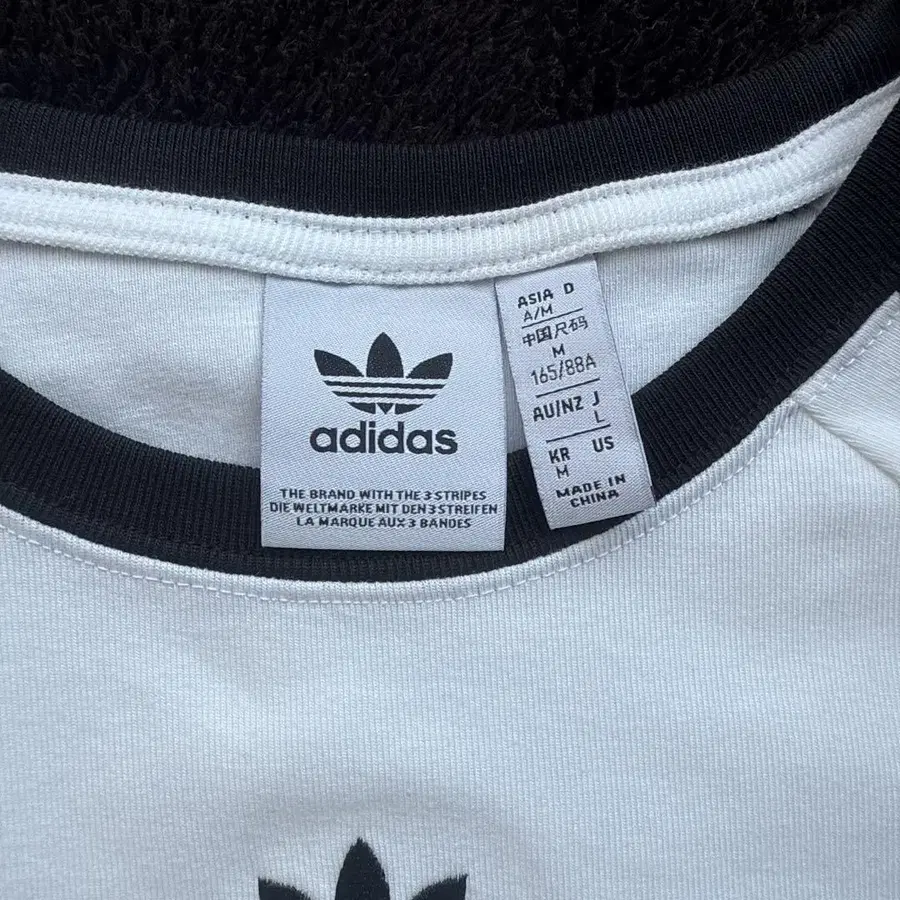 adidas
THE BRAND WITH THE 3 STRIPES
DIE WELTMARKE MIT DEN 3 STREIFEN
LA MARQUE AUX 3 BANDES
ASIA D
A/M
中国尺码
M
165/88A
AU/NZ J
L
KR US
M
MADE IN
CHINA